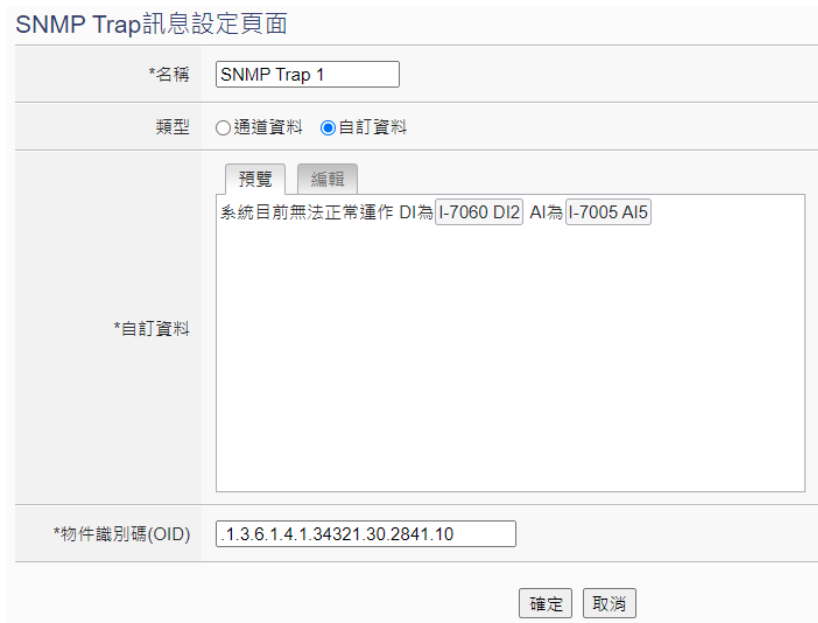 SNMP Trap訊息設定頁面
*名稱 SNMP Trap 1
類型 通道資料 自訂資料
預覽 編輯
系統目前無法正常運作 DI為 I-7060 DI2 AI為 I-7005 AI5
*自訂資料
*物件識別碼(OID) .1.3.6.1.4.1.34321.30.2841.10
確定 取消